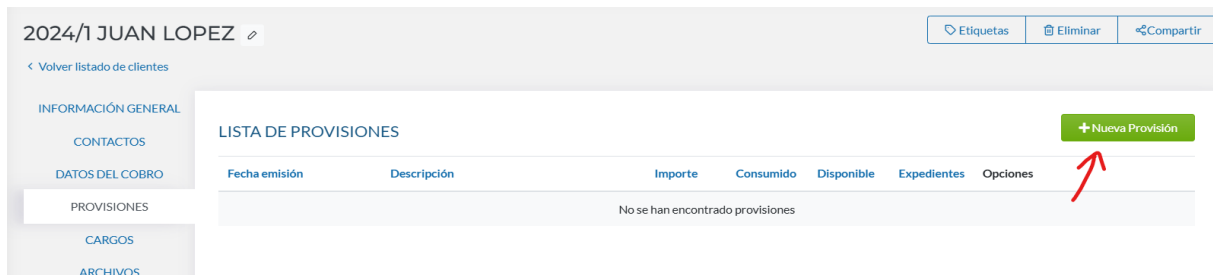 2024/1 JUAN LOPEZ
Etiquetas
Eliminar
Compartir
< Volver listado de clientes
INFORMACIÓN GENERAL
CONTACTOS
DATOS DEL COBRO
PROVISIONES
CARGOS
ARCHIVOS
LISTA DE PROVISIONES
+ Nueva Provisión
Fecha emisión Descripción Importe Consumido Disponible Expedientes Opciones
No se han encontrado provisiones